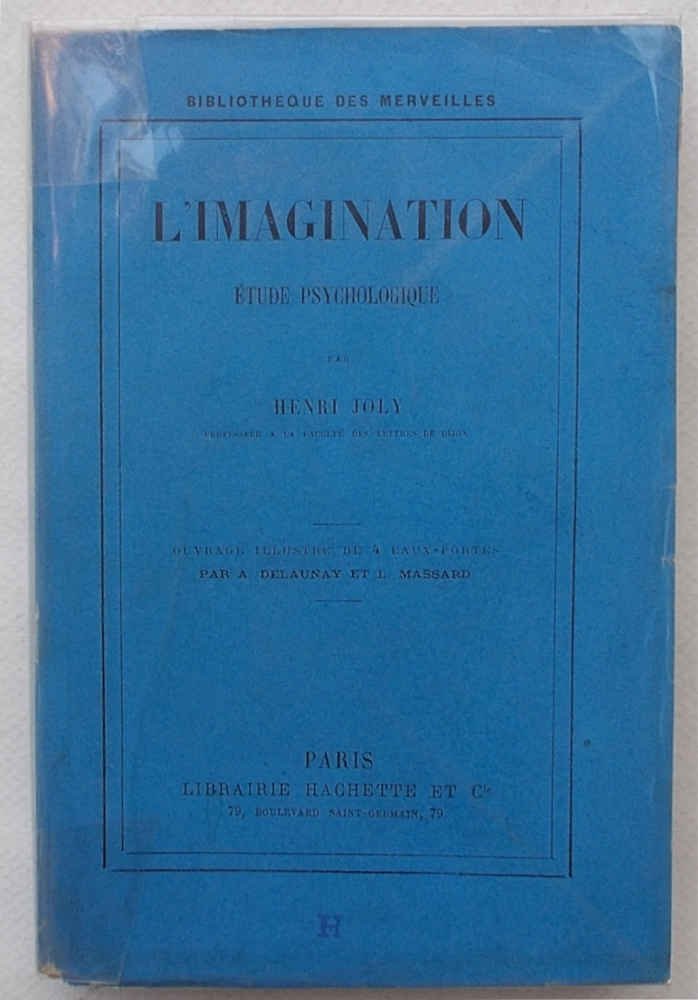 BIBLIOTHÈQUE DES MERVEILLES
L'IMAGINATION
ÉTUDE PSYCHOLOGIQUE
PAR
HENRI JOLY
PROFESSEUR A LA FACULTÉ DES LETTRES DE DIJON
OUVRAGE ILLUSTRÉ DE 4 EAUX-FORTES
PAR A. DELAUNAY ET L. MASSARD
PARIS
LIBRAIRIE HACHETTE ET Cie
79, BOULEVARD SAINT-GERMAIN, 79
H